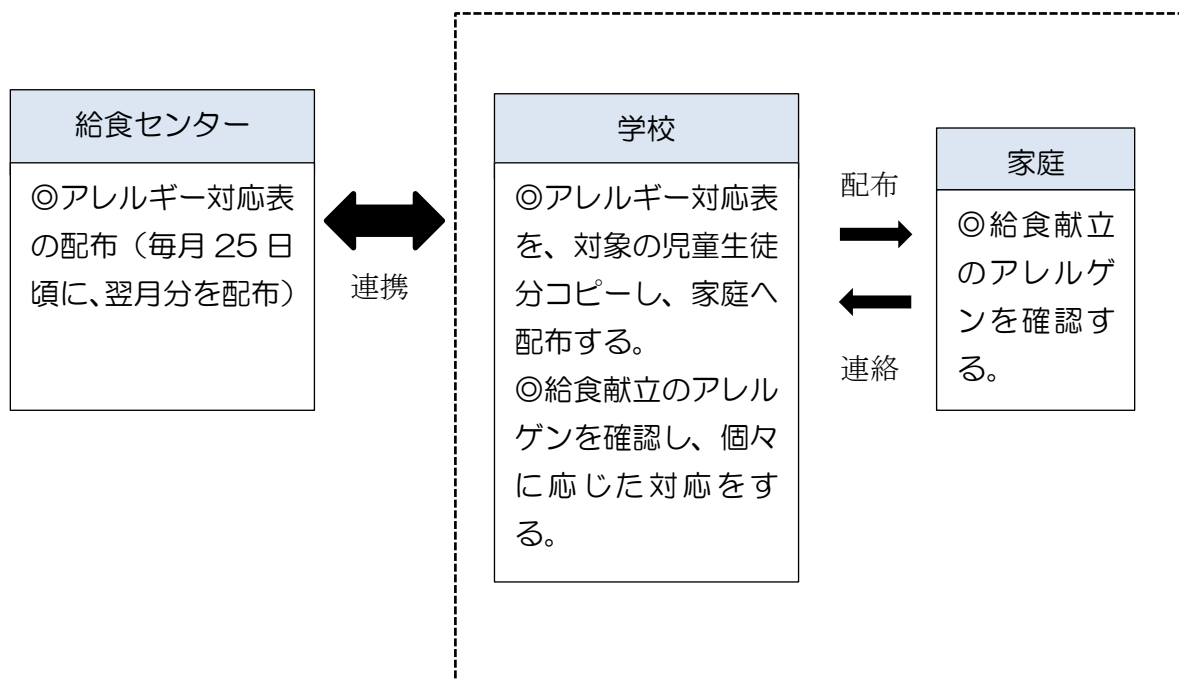 給食センター
◎アレルギー対応表
の配布（毎月25日
頃に、翌月分を配布）
連携
学校
◎アレルギー対応表
を、対象の児童生徒
分コピーし、家庭へ
配布する。
◎給食献立のアレル
ゲンを確認し、個々
に応じた対応をす
る。
配布
連絡
家庭
◎給食献立
のアレルゲ
ンを確認す
る。